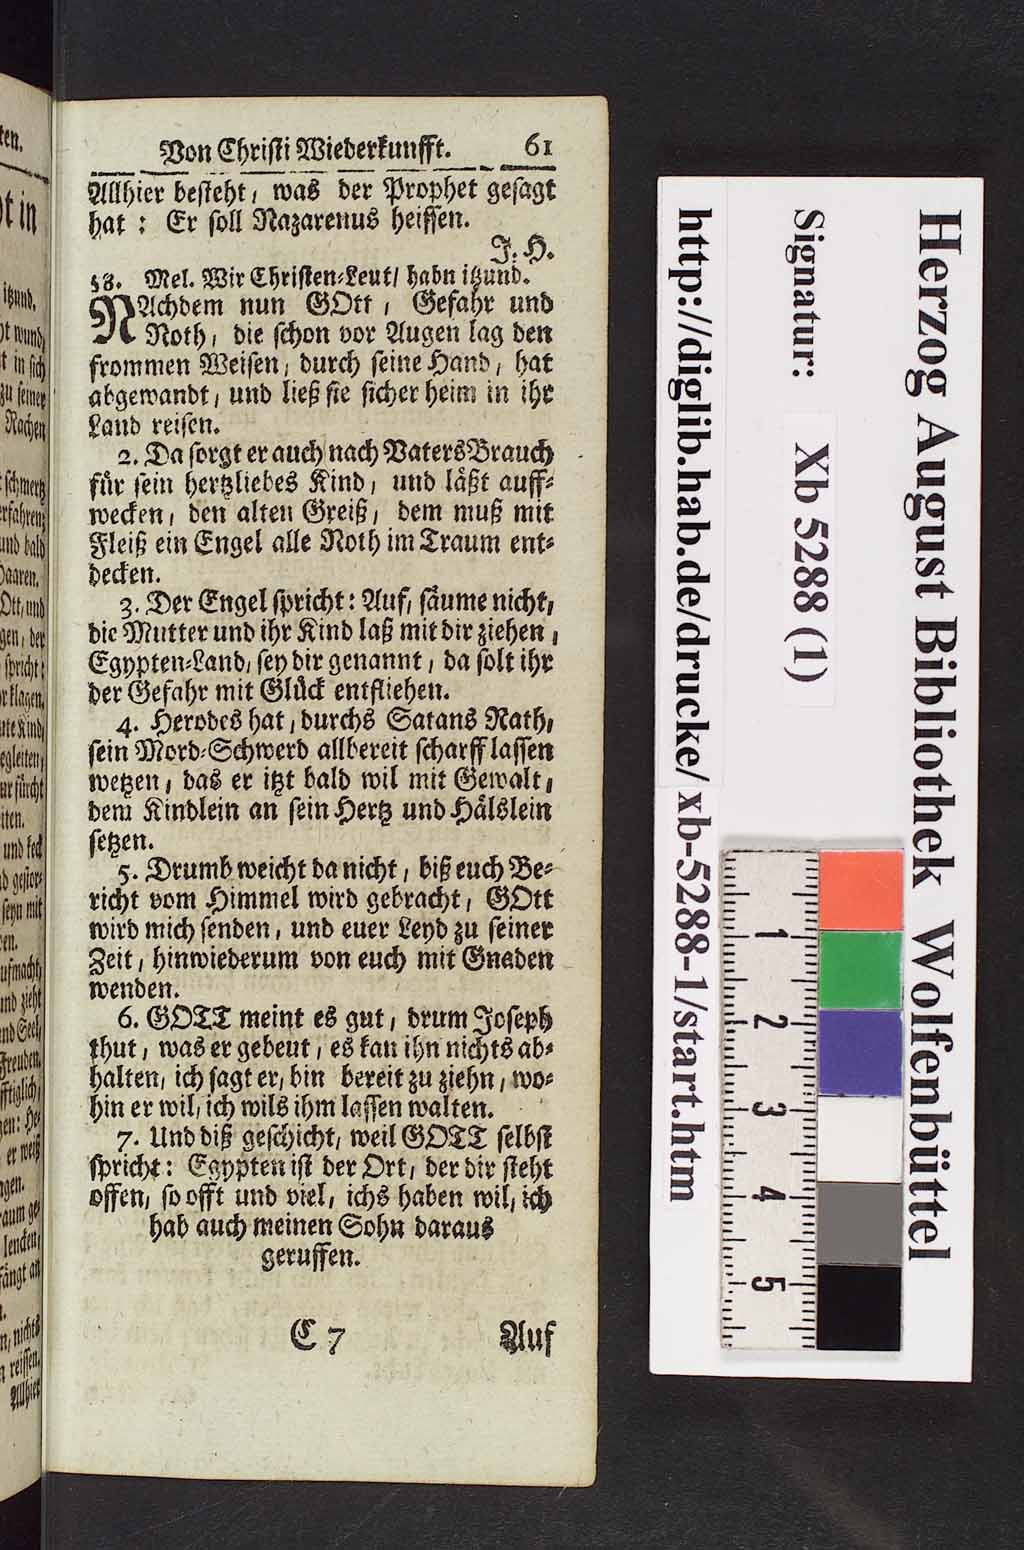 Von Christi Wiederkunfft. 61
Allhier besteht, was der Prophet gesagt
hat: Er soll Nazarenus heissen.
J. H.
58. Mel. Wir Christen-Leut/ habn itzund.
NAchdem nun GOtt, Gefahr und
Noth, die schon vor Augen lag den
frommen Weisen, durch seine Hand, hat
abgewandt, und ließ sie sicher heim in ihr
Land reisen.
2. Da sorgt er auch nach Vaters Brauch
für sein hertzliebes Kind, und läßt auff-
wecken, den alten Greiß, dem muß mit
Fleiß ein Engel alle Noth im Traum ent-
decken.
3. Der Engel spricht: Auf, säume nicht,
die Mutter und ihr Kind laß mit dir ziehen,
Egypten-Land, sey dir genannt, da solt ihr
der Gefahr mit Glück entfliehen.
4. Herodes hat, durchs Satans Rath,
sein Mord-Schwerd allbereit scharff lassen
wetzen, das er itzt bald wil mit Gewalt,
dem Kindlein an sein Hertz und Hälslein
setzen.
5. Drumb weicht da nicht, biß euch Be-
richt vom Himmel wird gebracht, GOtt
wird mich senden, und euer Leyd zu seiner
Zeit, hinwiederum von euch mit Gnaden
wenden.
6. GOTT meint es gut, drum Joseph
thut, was er gebeut, es kan ihn nichts ab-
halten, ich sagt er, bin bereit zu ziehn, wo-
hin er wil, ich wils ihm lassen walten.
7. Und diß geschicht, weil GOTT selbst
spricht: Egypten ist der Ort, der dir steht
offen, so offt und viel, ichs haben wil, ich
hab auch meinen Sohn daraus
geruffen.
C 7 Auf
Herzog August Bibliothek Wolfenbüttel
Signatur: Xb 5288 (1)
http://diglib.hab.de/drucke/ xb-5288-1/start.htm
1
2
3
4
5